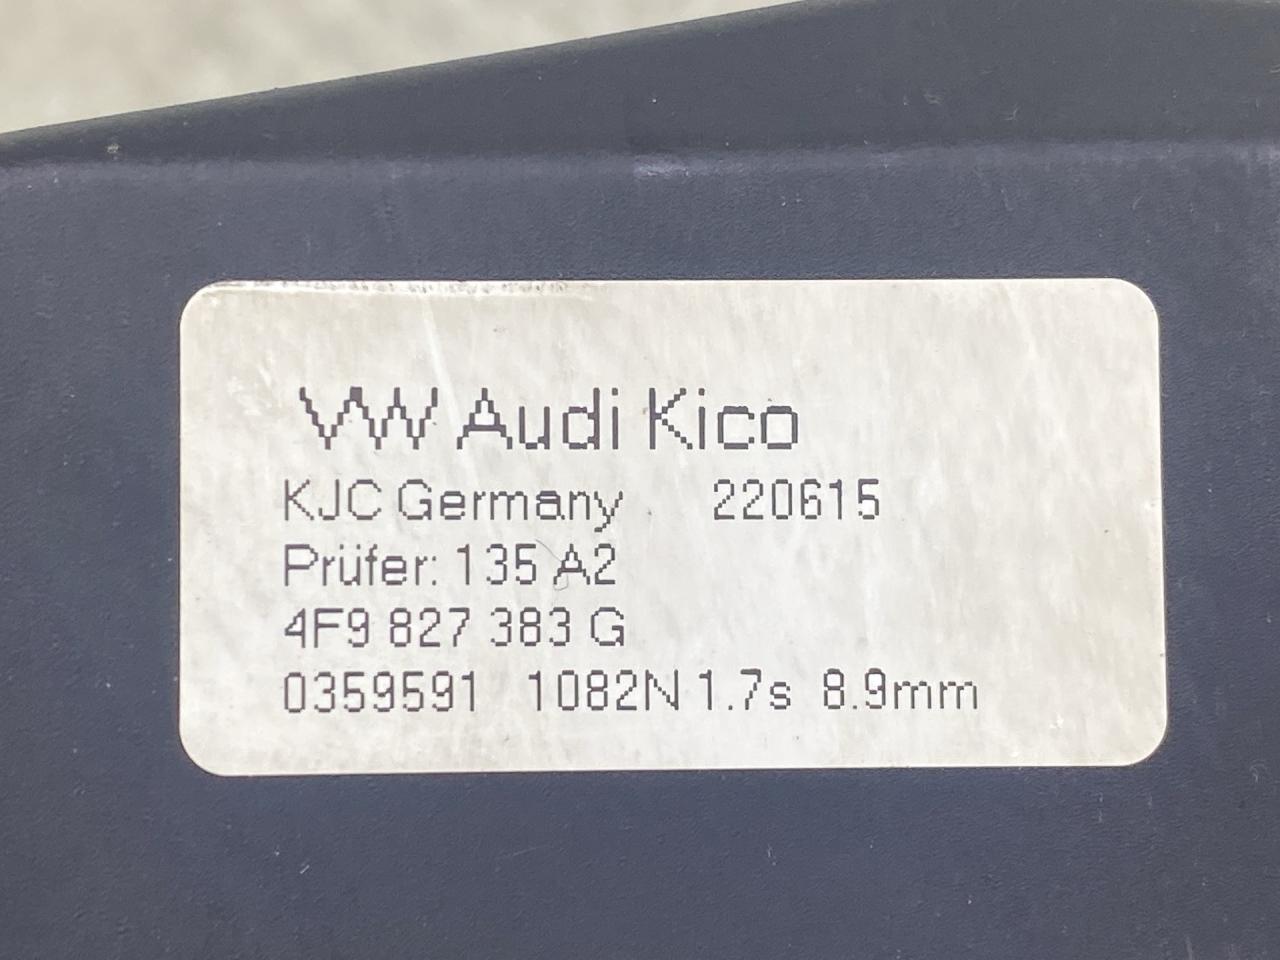 VW Audi Kico
KJC Germany 220615
Prüfer: 135 A2
4F9 827 383 G
0359591 1082N 1.7s 8.9mm